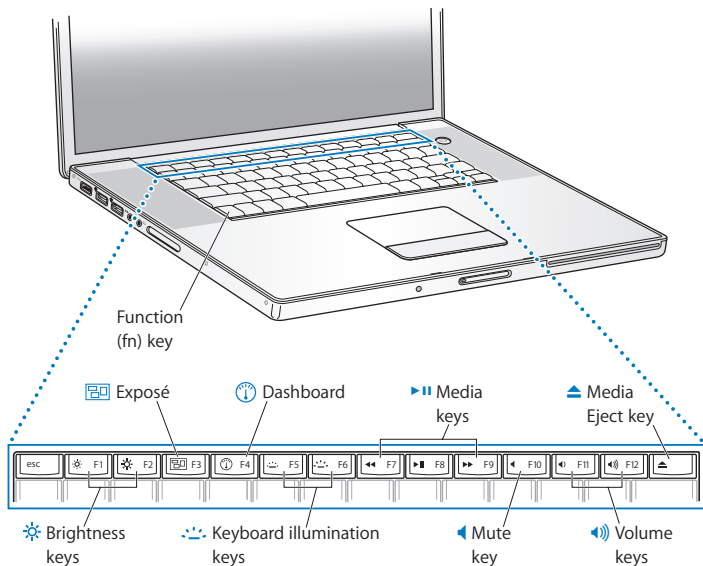 Function
(fn) key
Exposé
Dashboard
Media
keys
Media
Eject key
esc
F1
F2
F3
F4
F5
F6
F7
F8
F9
F10
F11
F12
Brightness
keys
Keyboard illumination
keys
Mute
key
Volume
keys